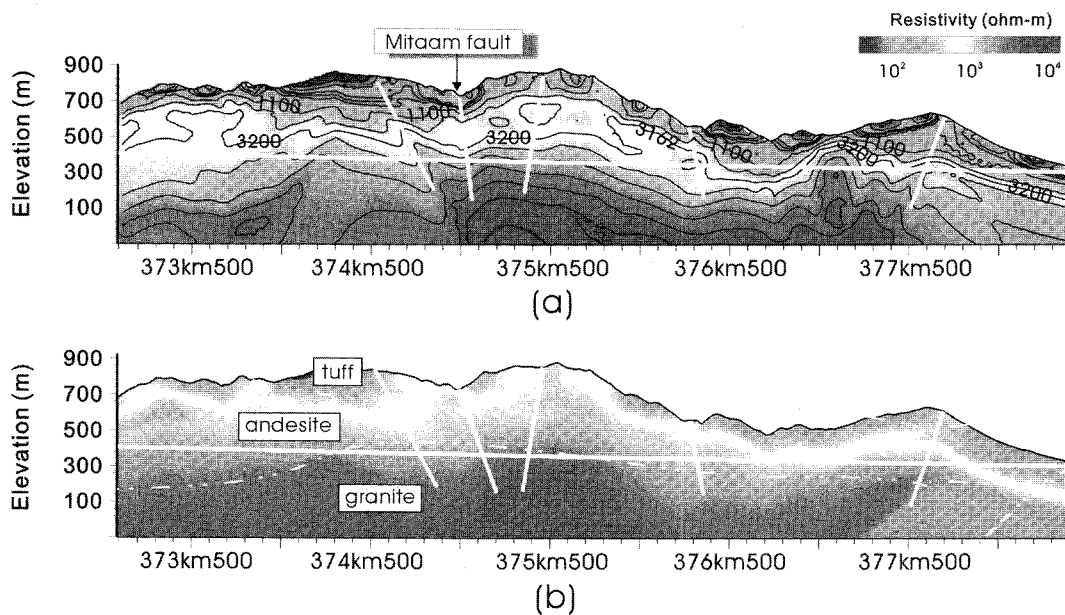 Resistivity (ohm-m)
10² 10³ 10⁴
Mitaam fault
Elevation (m)
900
700
500
300
100
1100
1100
3200
3200
3162
1100
3200
1100
3200
373km500 374km500 375km500 376km500 377km500
(a)
Elevation (m)
900
700
500
300
100
tuff
andesite
granite
373km500 374km500 375km500 376km500 377km500
(b)